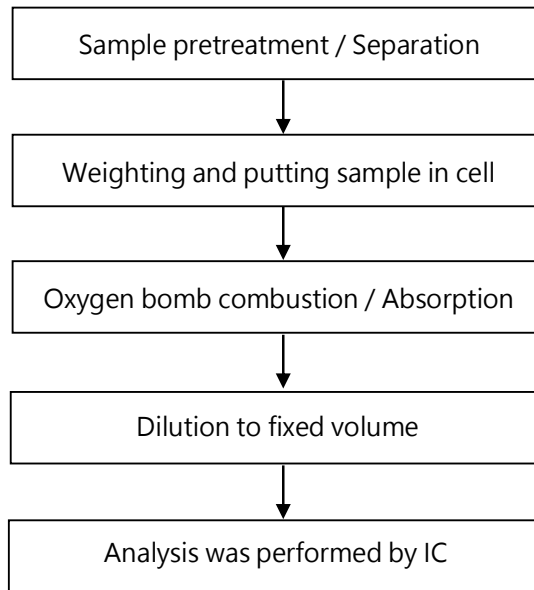 Sample pretreatment / Separation
Weighting and putting sample in cell
Oxygen bomb combustion / Absorption
Dilution to fixed volume
Analysis was performed by IC